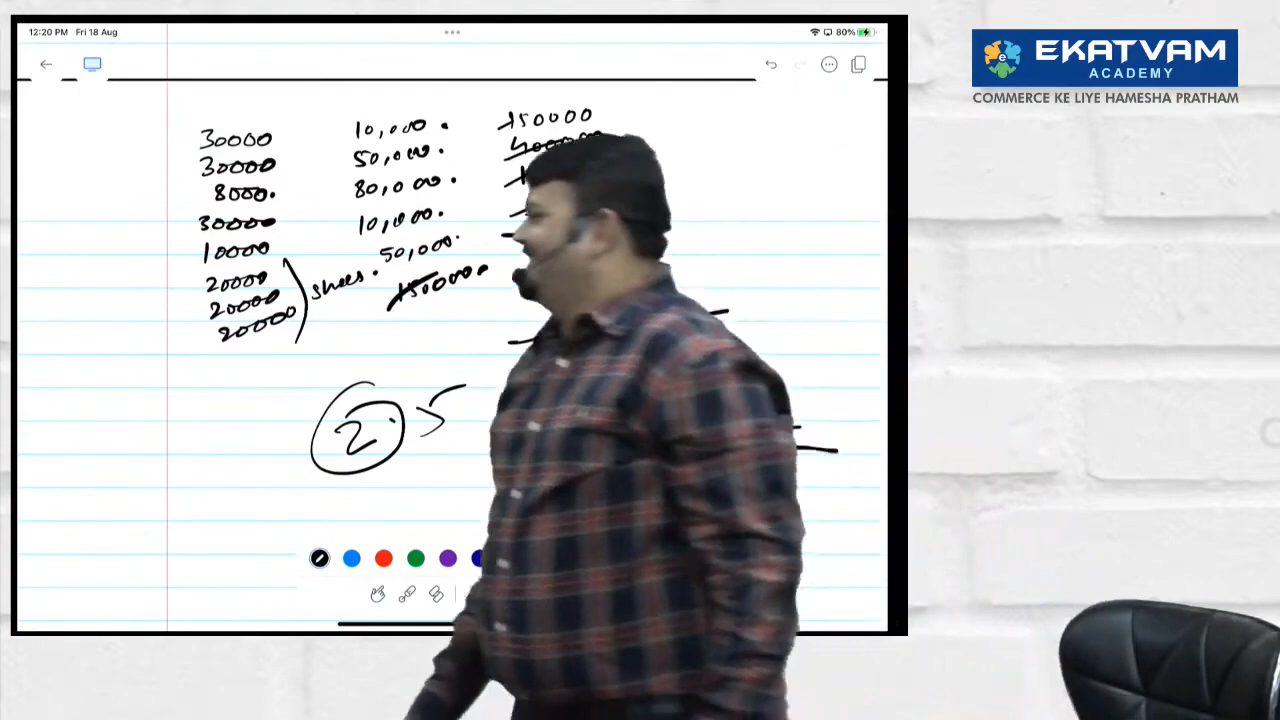 12:20 PM Fri 18 Aug
80%
EKATVAM
ACADEMY
COMMERCE KE LIYE HAMESHA PRATHAM
30000 10,000. 150000
30000 50,000. 400000
8000. 80,000.
30000 10,000.
10000 50,000.
20000 shoes. 150000.
20000
20000
2.5